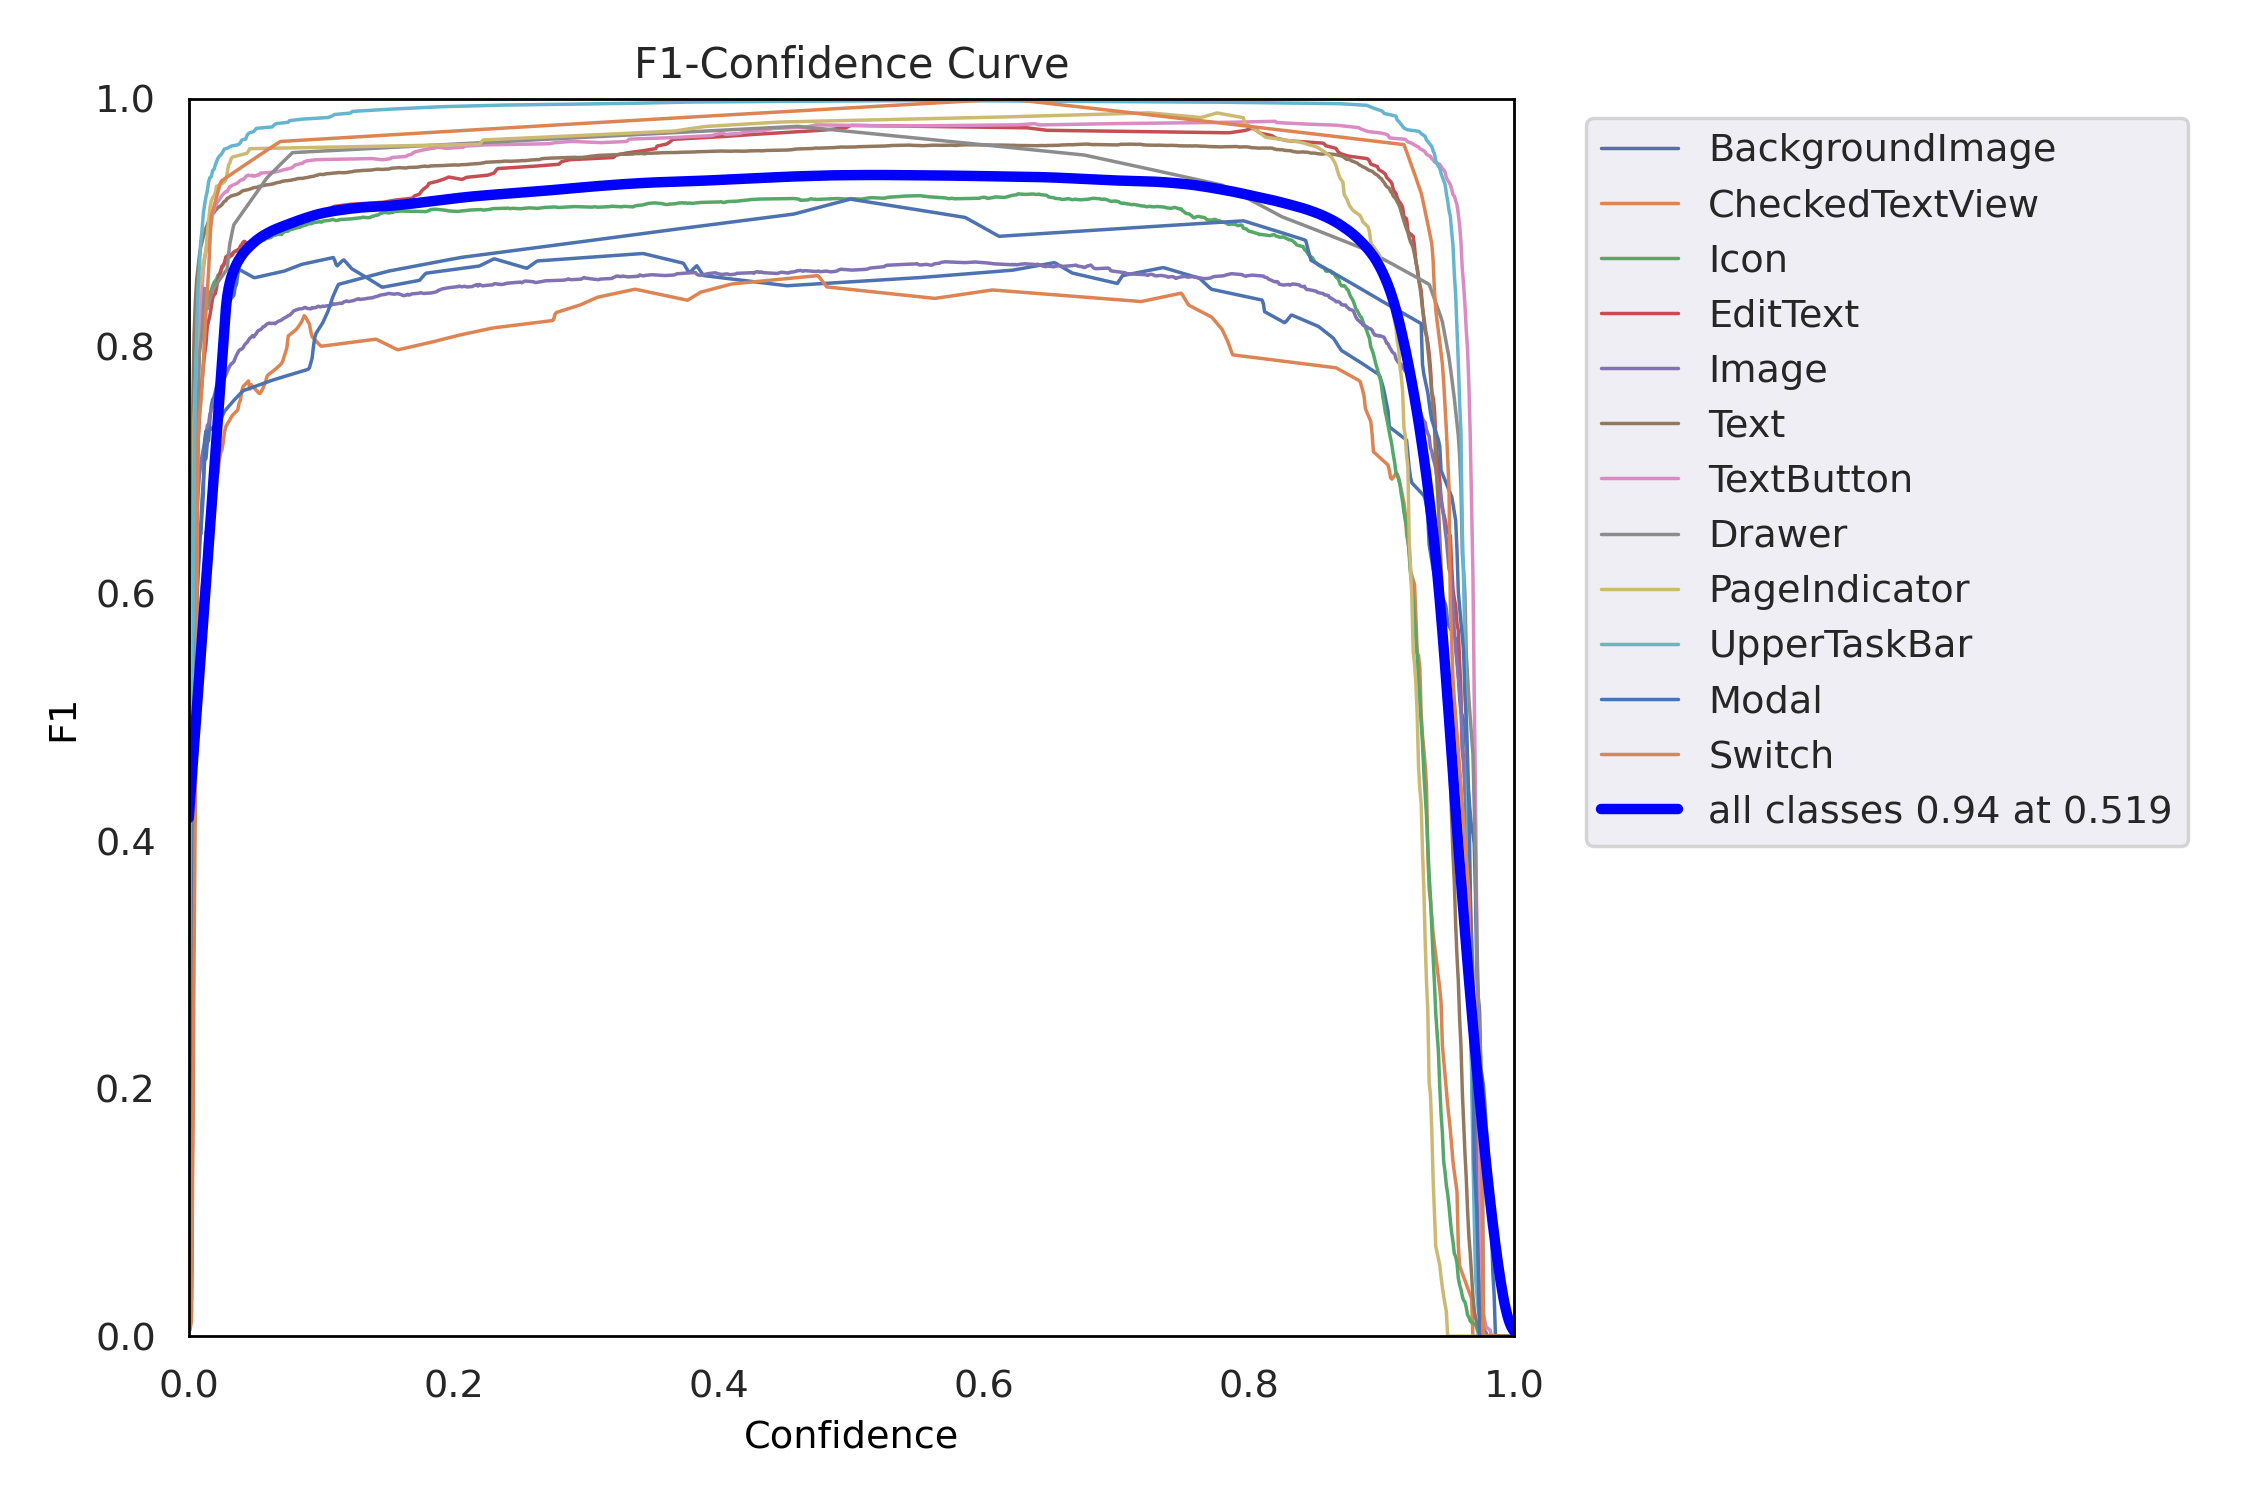 F1-Confidence Curve
1.0
0.8
0.6
0.4
0.2
0.0
F1
0.0 0.2 0.4 0.6 0.8 1.0
Confidence
BackgroundImage
CheckedTextView
Icon
EditText
Image
Text
TextButton
Drawer
PageIndicator
UpperTaskBar
Modal
Switch
all classes 0.94 at 0.519